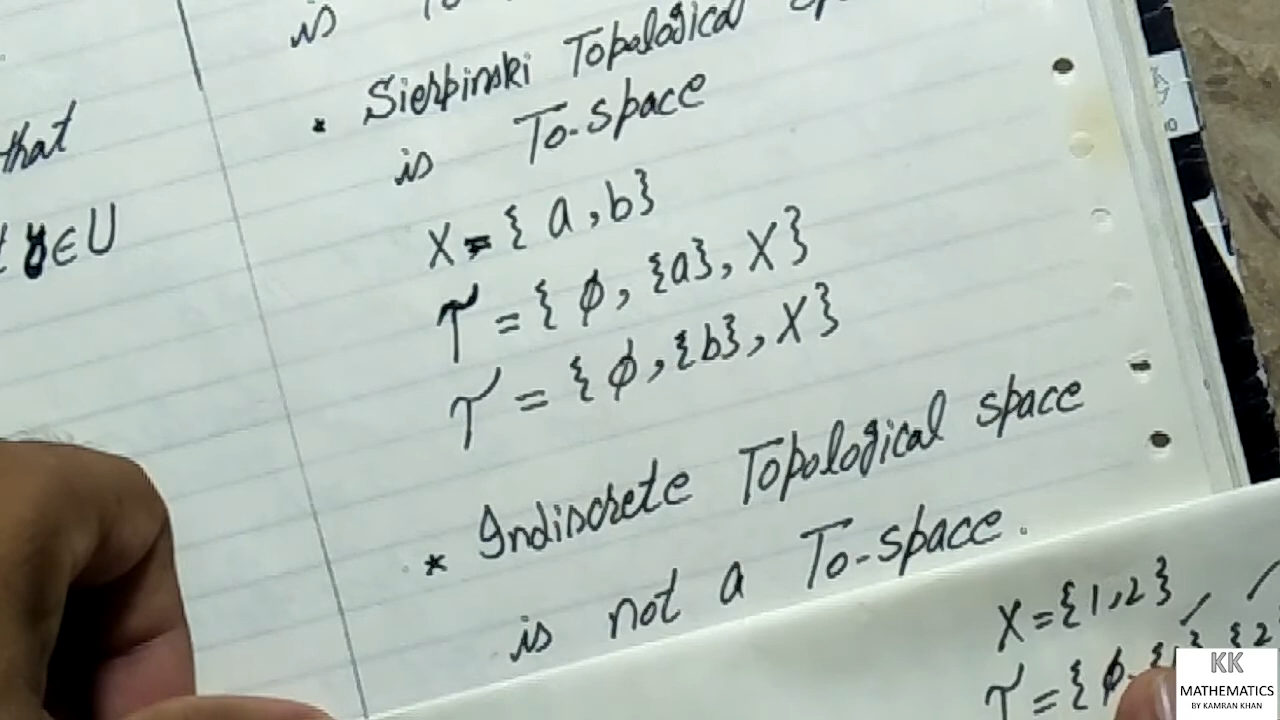 is To
• Sierpinski Topological
is To-space
X = { a , b}
τ = { ϕ, {a}, X}
τ = { ϕ, {b}, X}
* Indiscrete Topological space
is not a To-space.
that
y∈U
X={1,2}
τ={ϕ
KK
MATHEMATICS
BY KAMRAN KHAN